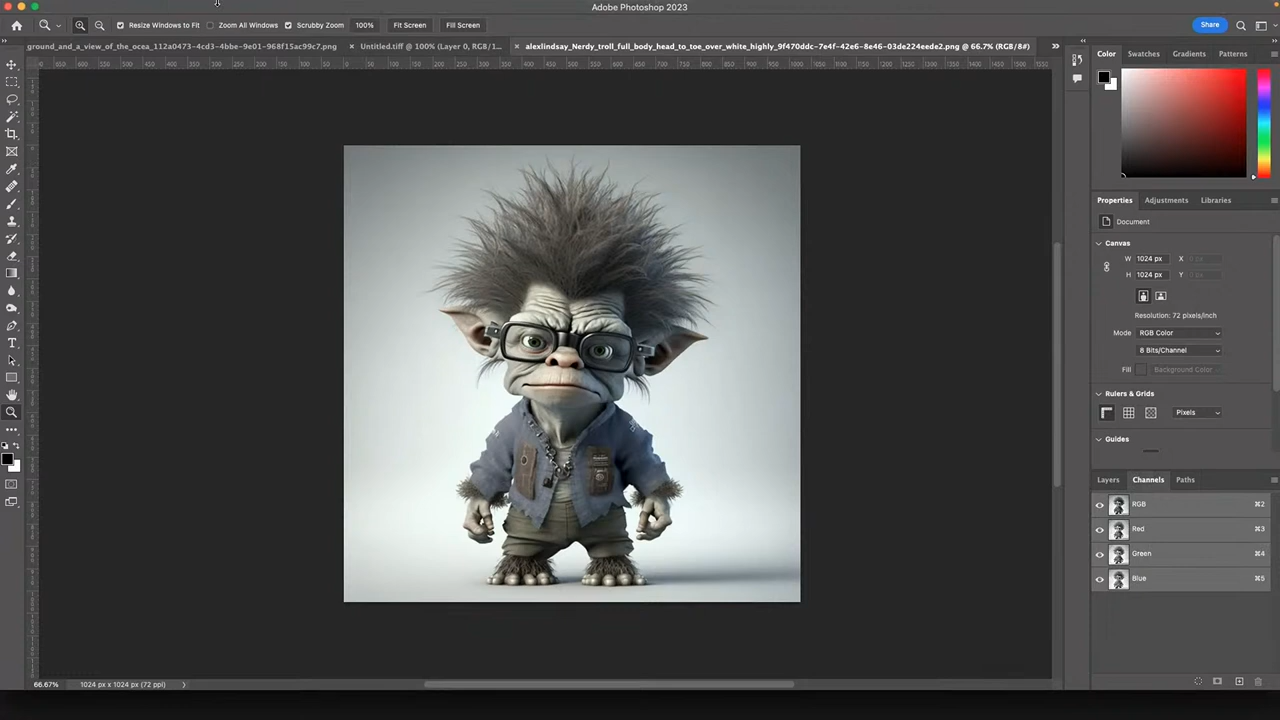 Adobe Photoshop 2023
Resize Windows to Fit Zoom All Windows Scrubby Zoom 100% Fit Screen Fill Screen Share
ground_and_a_view_of_the_ocea_112a0473-4cd3-4bbe-9e01-968f15ac99c7.png × Untitled.tiff @ 100% (Layer 0, RGB/1... × alexlindsay_Nerdy_troll_full_body_head_to_toe_over_white_highly_9f470ddc-7e4f-42e6-8e46-03de224eede2.png @ 66.7% (RGB/8#)
Color Swatches Gradients Patterns
Properties Adjustments Libraries
Document
Canvas
W 1024 px X 0 px
H 1024 px Y 0 px
Resolution: 72 pixels/inch
Mode RGB Color
8 Bits/Channel
Fill Background Color
Rulers & Grids
Pixels
Guides
Layers Channels Paths
RGB ⌘2
Red ⌘3
Green ⌘4
Blue ⌘5
66.67% 1024 px x 1024 px (72 ppi)